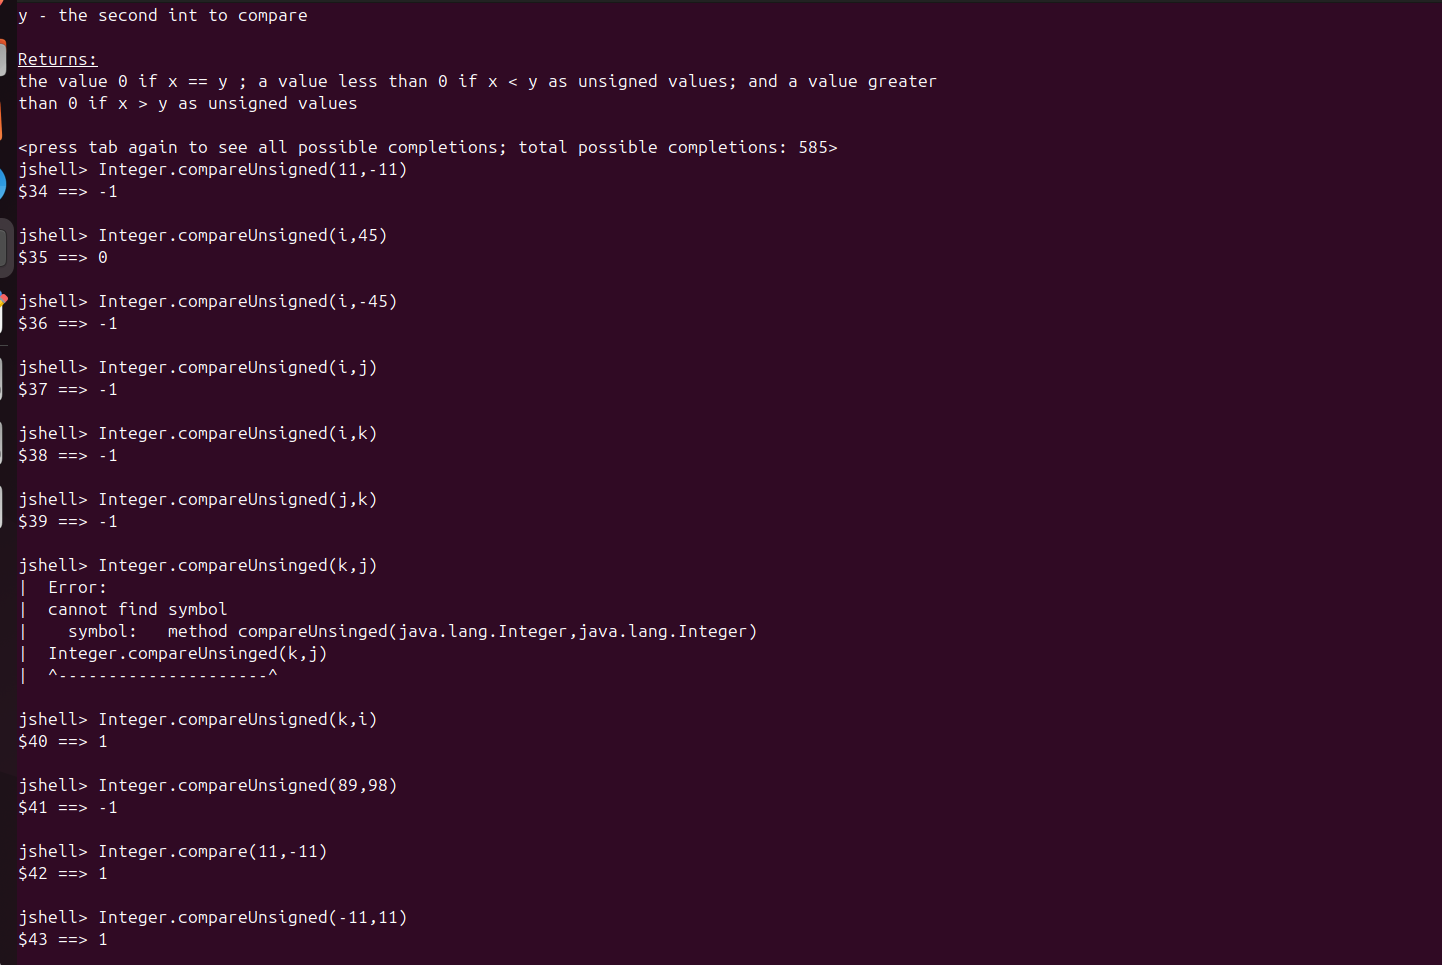 y - the second int to compare
Returns:
the value 0 if x == y ; a value less than 0 if x < y as unsigned values; and a value greater
than 0 if x > y as unsigned values
<press tab again to see all possible completions; total possible completions: 585>
jshell> Integer.compareUnsigned(11,-11)
$34 ==> -1
jshell> Integer.compareUnsigned(i,45)
$35 ==> 0
jshell> Integer.compareUnsigned(i,-45)
$36 ==> -1
jshell> Integer.compareUnsigned(i,j)
$37 ==> -1
jshell> Integer.compareUnsigned(i,k)
$38 ==> -1
jshell> Integer.compareUnsigned(j,k)
$39 ==> -1
jshell> Integer.compareUnsinged(k,j)
|  Error:
|  cannot find symbol
|    symbol:   method compareUnsinged(java.lang.Integer,java.lang.Integer)
|  Integer.compareUnsinged(k,j)
|  ^---------------------^
jshell> Integer.compareUnsigned(k,i)
$40 ==> 1
jshell> Integer.compareUnsigned(89,98)
$41 ==> -1
jshell> Integer.compare(11,-11)
$42 ==> 1
jshell> Integer.compareUnsigned(-11,11)
$43 ==> 1